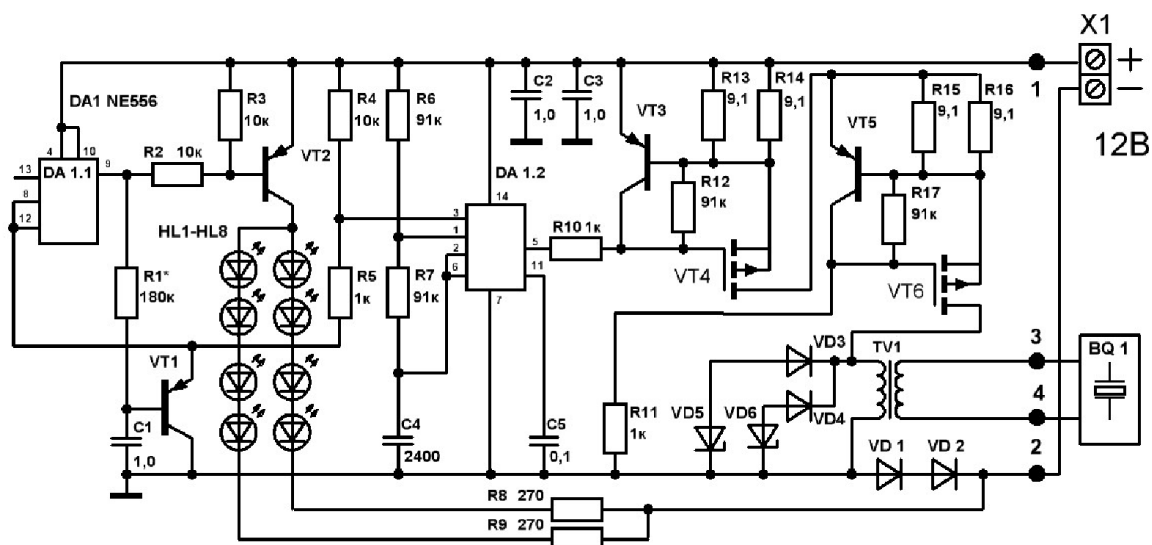 X1
+
−
12В
1
DA1 NE556
4
10
13
8
12
9
DA 1.1
R2 10к
R3
10к
VT2
R4
10к
R6
91к
C2
1,0
C3
1,0
VT3
R13
9,1
R14
9,1
VT5
R15
9,1
R16
9,1
DA 1.2
14
3
1
2
6
5
11
7
R10 1к
R12
91к
VT4
R17
91к
VT6
HL1-HL8
R1*
180к
R5
1к
R7
91к
VT1
C1
1,0
C4
2400
C5
0,1
R11
1к
VD3
VD4
VD5
VD6
TV1
3
BQ 1
4
VD 1
VD 2
2
R8 270
R9 270